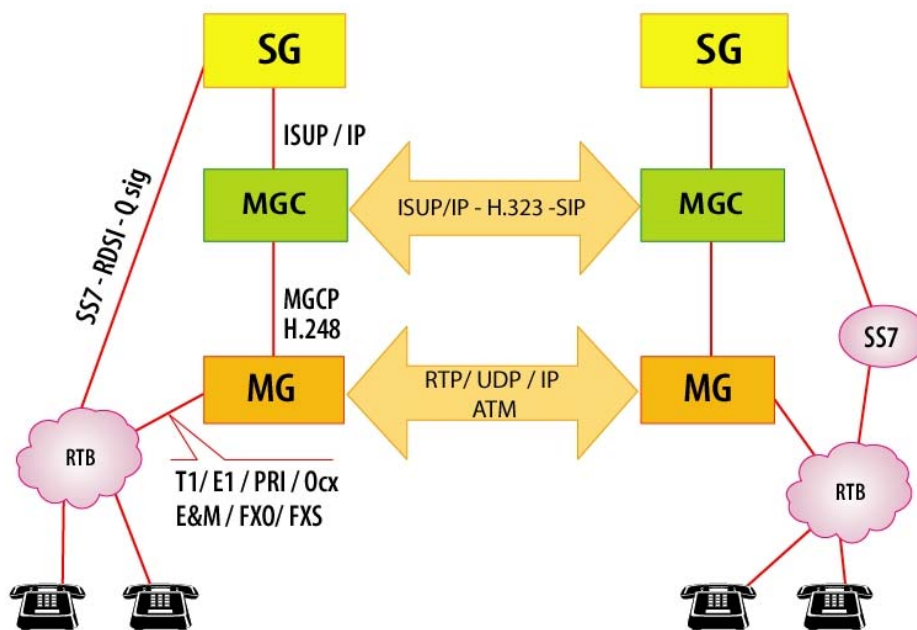 SG
SG
ISUP / IP
MGC
ISUP/IP - H.323 -SIP
MGC
SS7 - RDSI - Q sig
MGCP
H.248
SS7
MG
RTP/ UDP / IP
ATM
MG
RTB
T1/ E1 / PRI / Ocx
E&M / FXO/ FXS
RTB